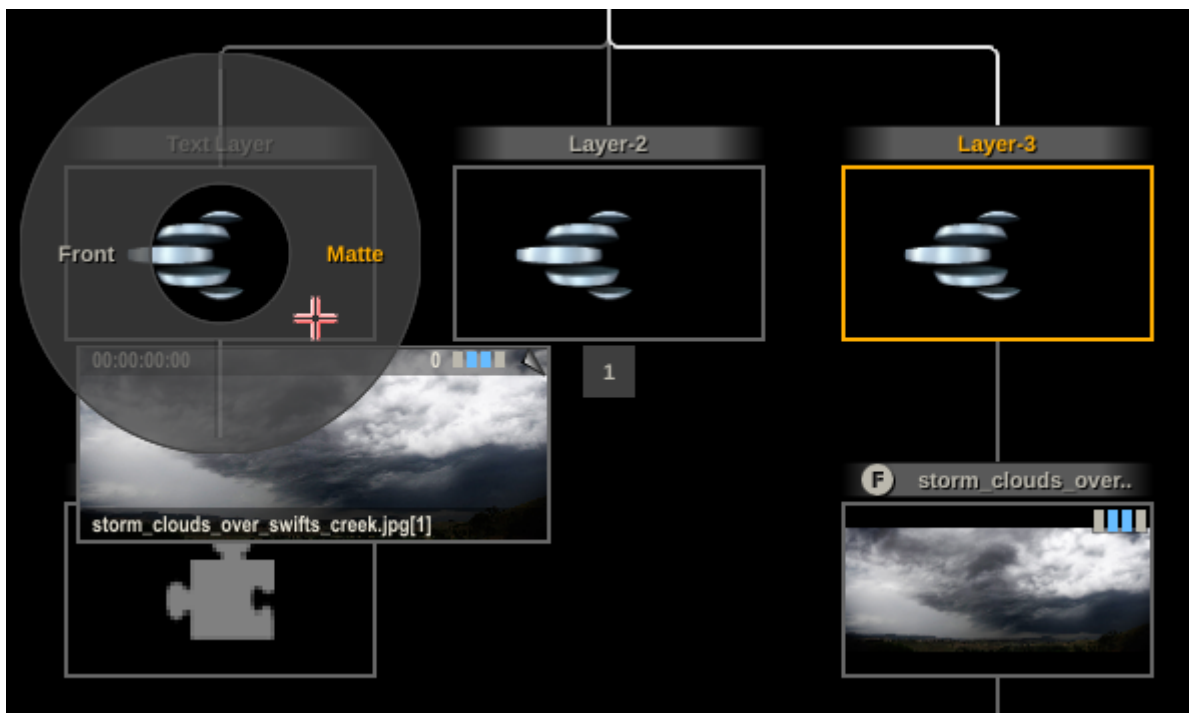 Text Layer
Layer-2
Layer-3
Front
Matte
00:00:00:00
0
1
F
storm_clouds_over..
storm_clouds_over_swifts_creek.jpg[1]